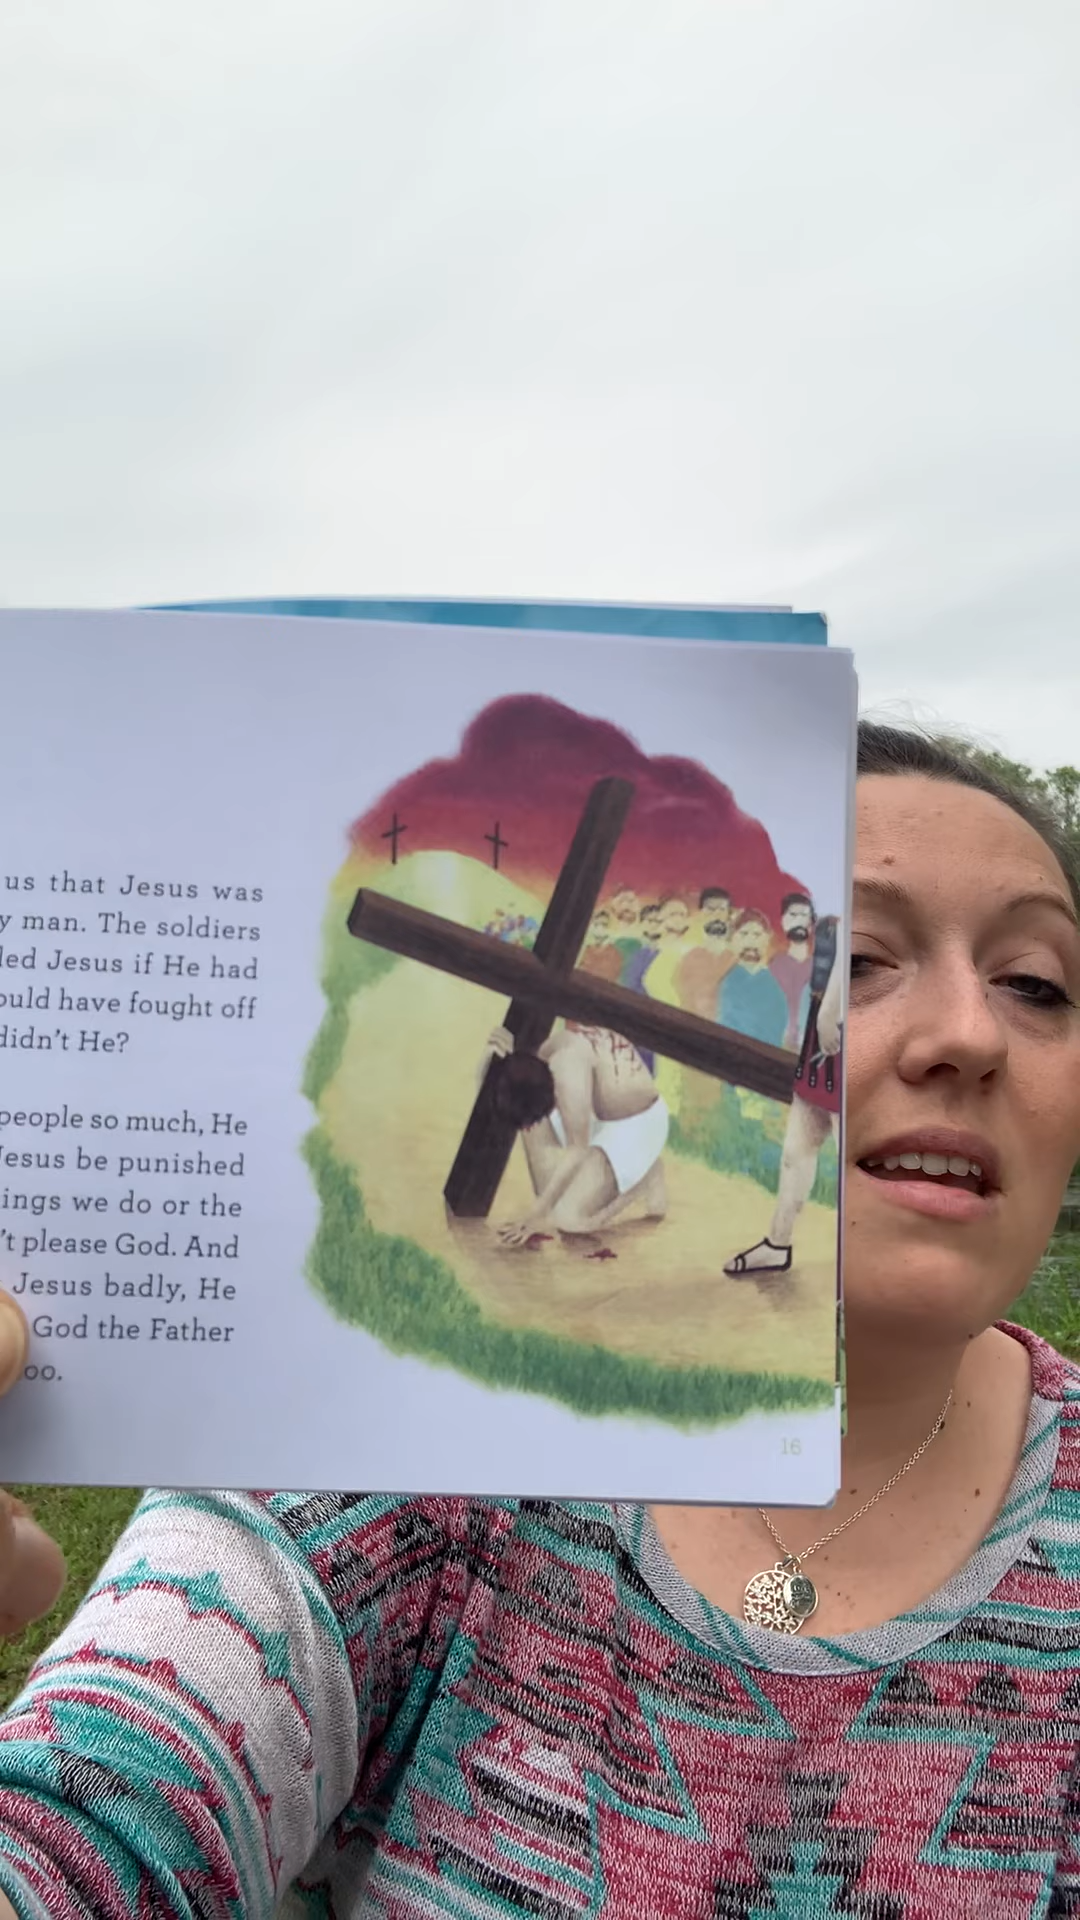 us that Jesus was
y man. The soldiers
led Jesus if He had
ould have fought off
didn't He?
people so much, He
Jesus be punished
ings we do or the
't please God. And
Jesus badly, He
God the Father
oo.
16